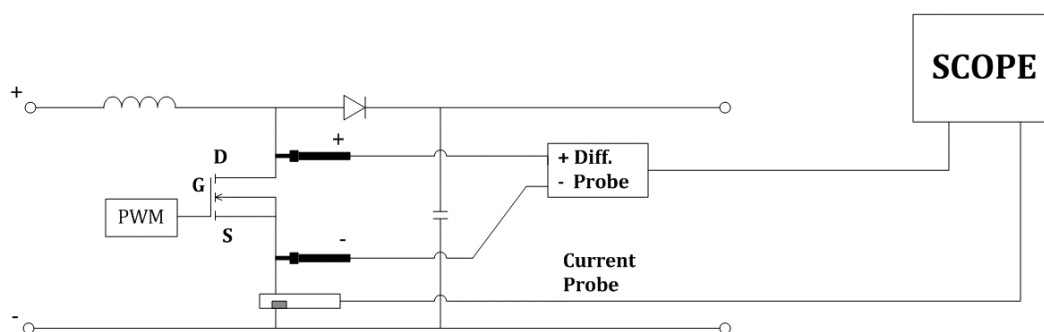 SCOPE
+
+
D
+ Diff.
- Probe
G
PWM
S
-
Current
Probe
-